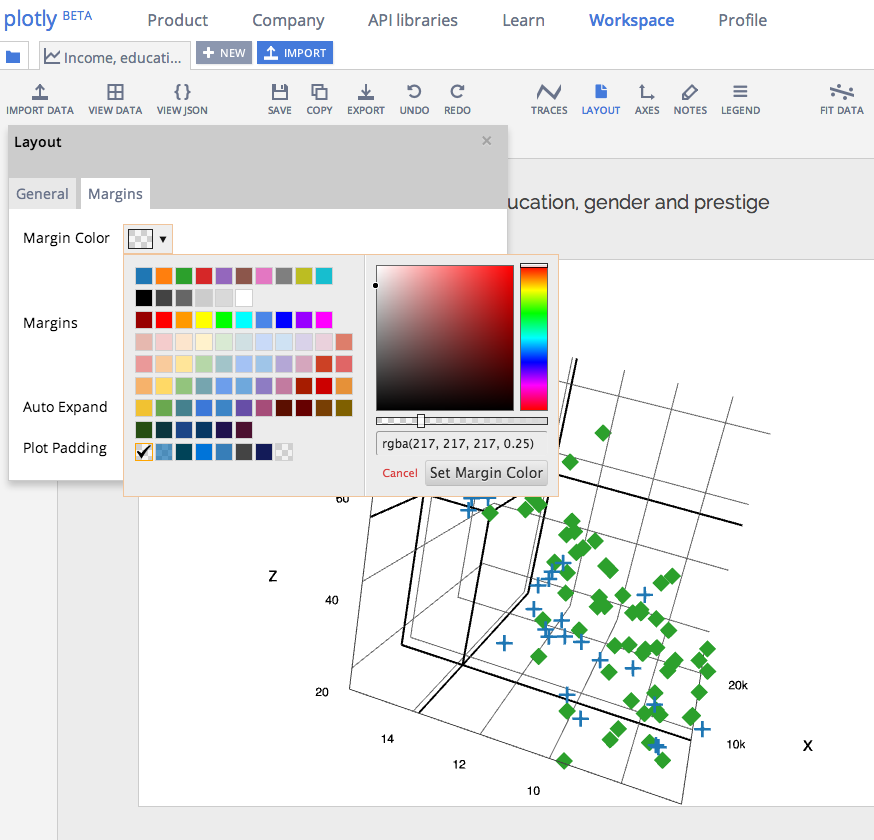 plotly BETA
Product Company API libraries Learn Workspace Profile
Income, educati... + NEW IMPORT
IMPORT DATA VIEW DATA VIEW JSON SAVE COPY EXPORT UNDO REDO TRACES LAYOUT AXES NOTES LEGEND FIT DATA
Layout ×
General Margins
ucation, gender and prestige
Margin Color
Margins
Auto Expand
Plot Padding
rgba(217, 217, 217, 0.25)
Cancel Set Margin Color
60
Z
40
20
14
12
10
20k
10k
X